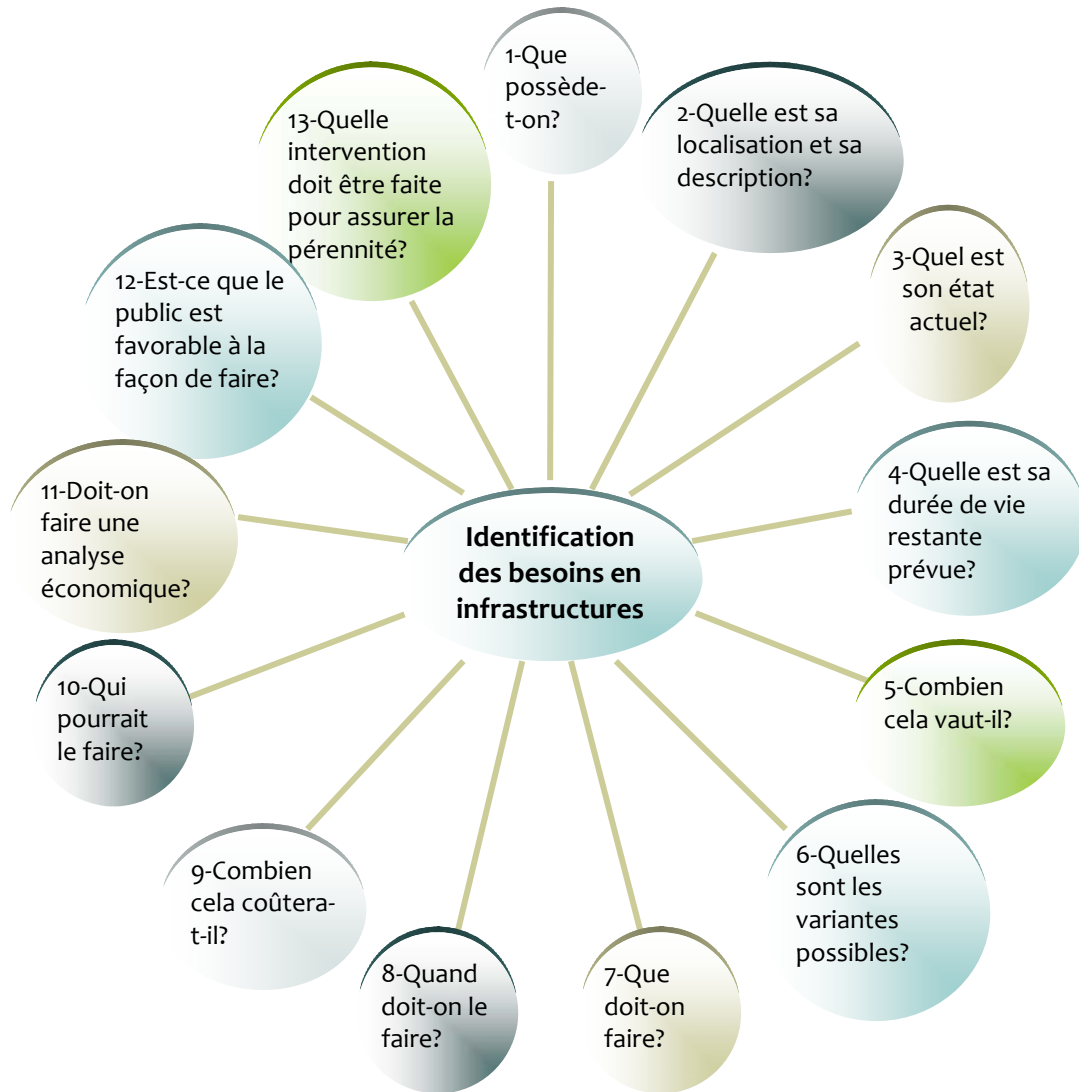 1-Que
possède-
t-on?
2-Quelle est sa
localisation et sa
description?
3-Quel est
son état
actuel?
4-Quelle est sa
durée de vie
restante
prévue?
5-Combien
cela vaut-il?
6-Quelles
sont les
variantes
possibles?
7-Que
doit-on
faire?
8-Quand
doit-on le
faire?
9-Combien
cela coûtera-
t-il?
10-Qui
pourrait
le faire?
11-Doit-on
faire une
analyse
économique?
12-Est-ce que le
public est
favorable à la
façon de faire?
13-Quelle
intervention
doit être faite
pour assurer la
pérennité?
Identification
des besoins en
infrastructures